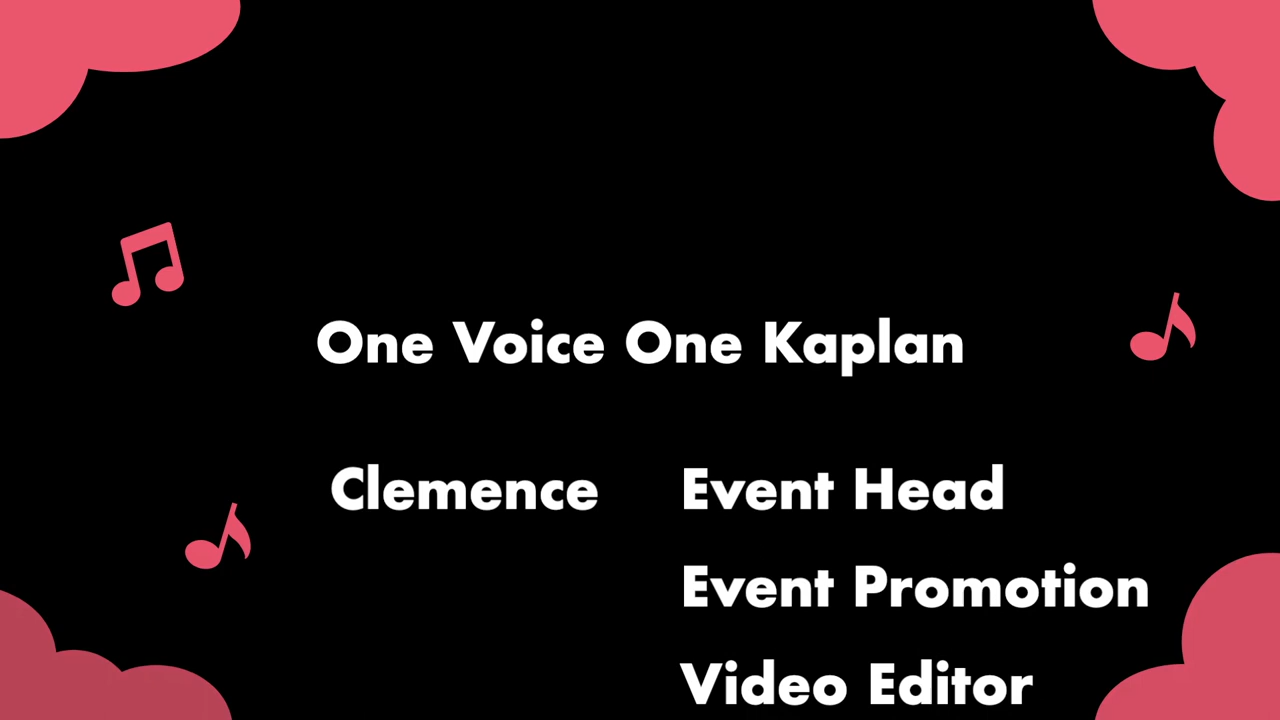 One Voice One Kaplan
Clemence Event Head
Event Promotion
Video Editor